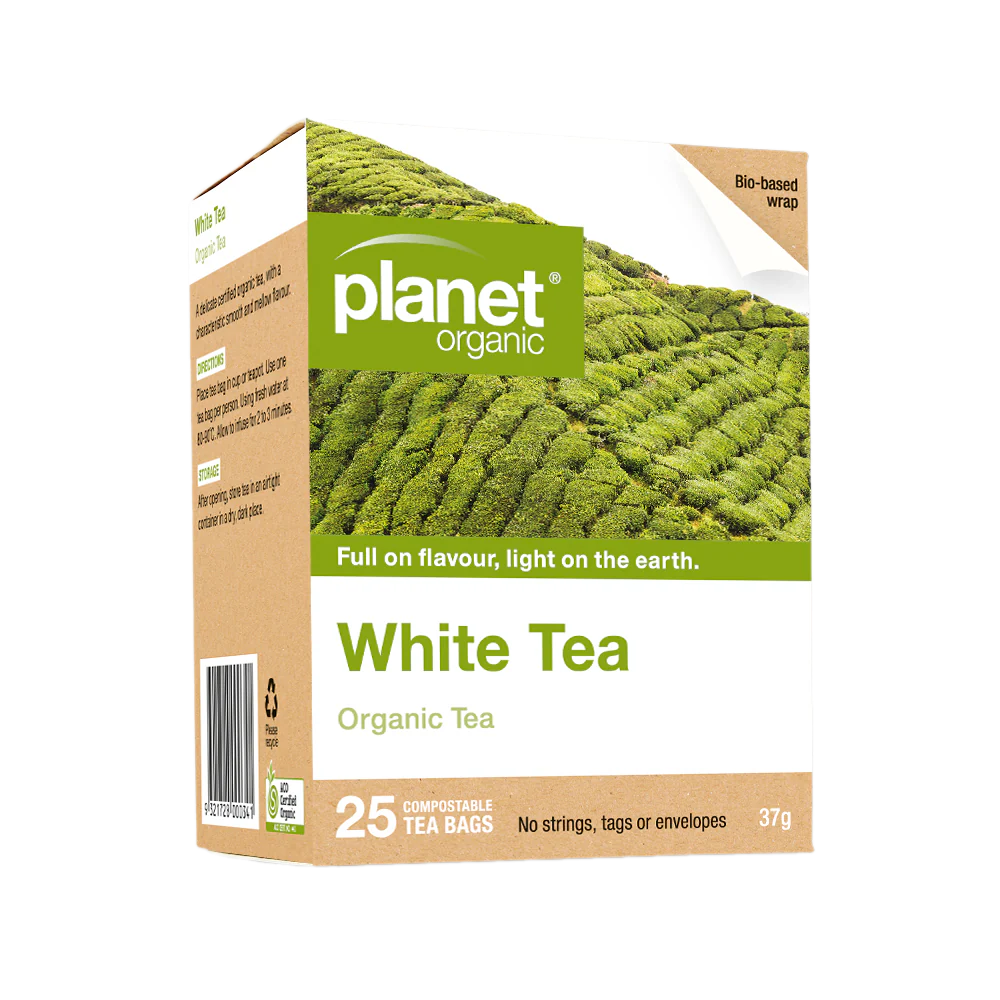 Bio-based
wrap
planet®
organic
Full on flavour, light on the earth.
White Tea
Organic Tea
25 COMPOSTABLE
TEA BAGS
No strings, tags or envelopes
37g
White Tea
Organic Tea
A delicate certified organic tea, with a
characteristic smooth and mellow flavour.
DIRECTIONS
Place tea bag in cup or teapot. Use one
tea bag per person. Using fresh water at
80-90°C. Allow to infuse for 2 to 3 minutes.
STORAGE
After opening, store tea in an airtight
container in a dry, dark place.
Please
recycle
ACO
Certified
Organic
9 321728 000341